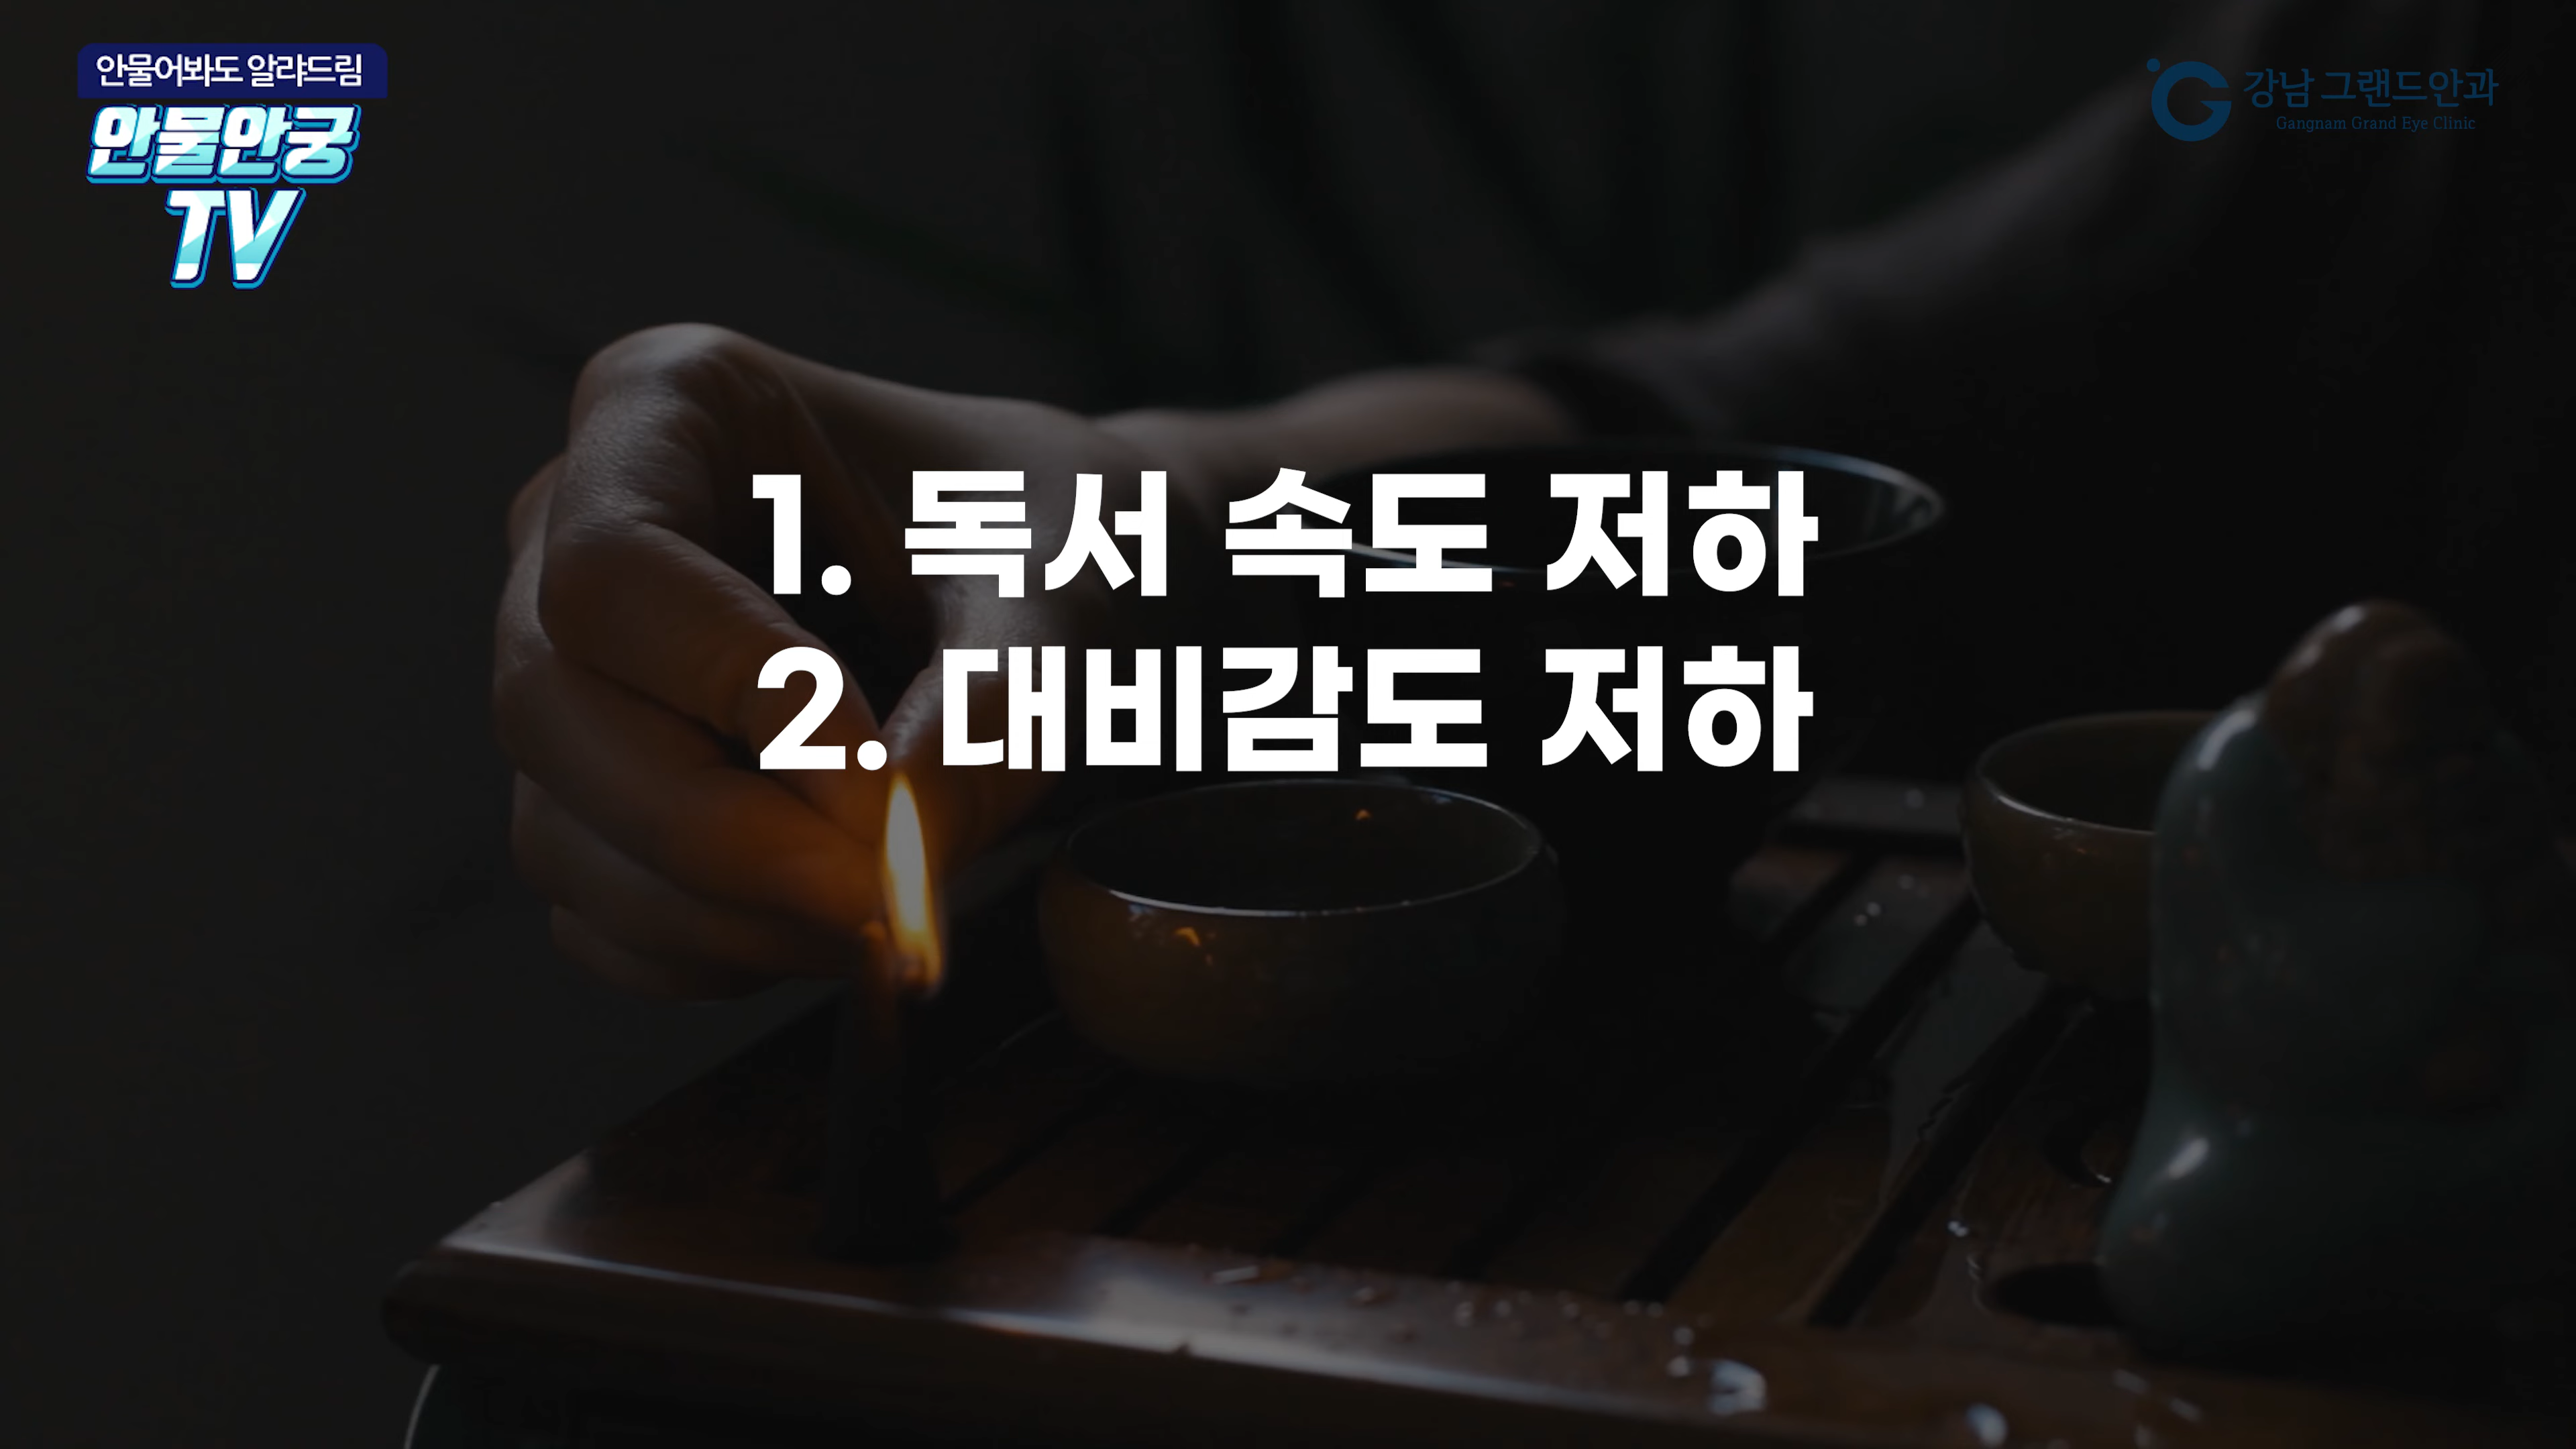 안물어봐도 알랴드림
안물안궁
TV
강남 그랜드안과
Gangnam Grand Eye Clinic
1. 독서 속도 저하
2. 대비감도 저하